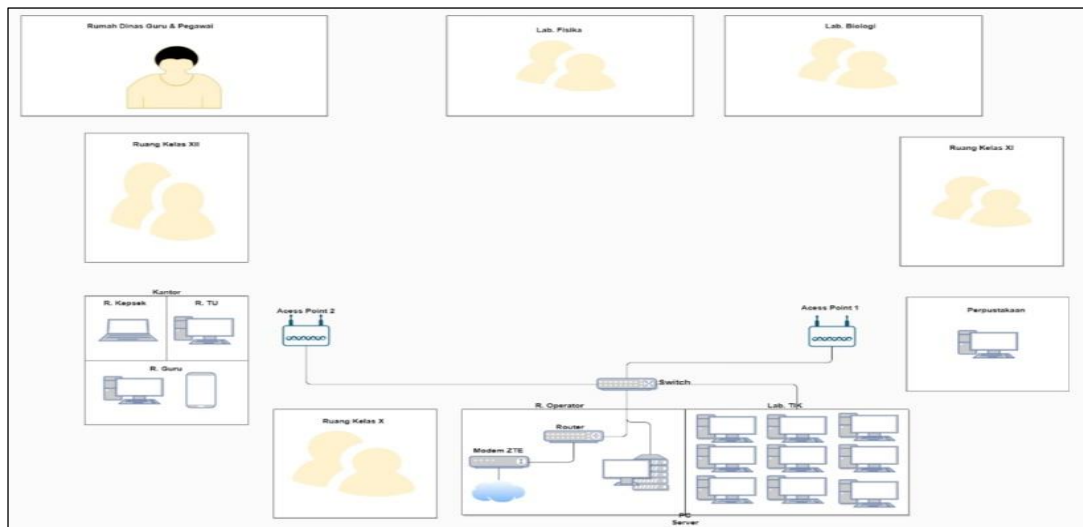 Rumah Dinas Guru & Pegawai
Lab. Fisika
Lab. Biologi
Ruang Kelas XII
Ruang Kelas XI
Kantor
R. Kepsek
R. TU
R. Guru
Acess Point 2
Acess Point 1
Perpustakaan
Switch
Ruang Kelas X
R. Operator
Router
Modem ZTE
Lab. TIK
PC
Server